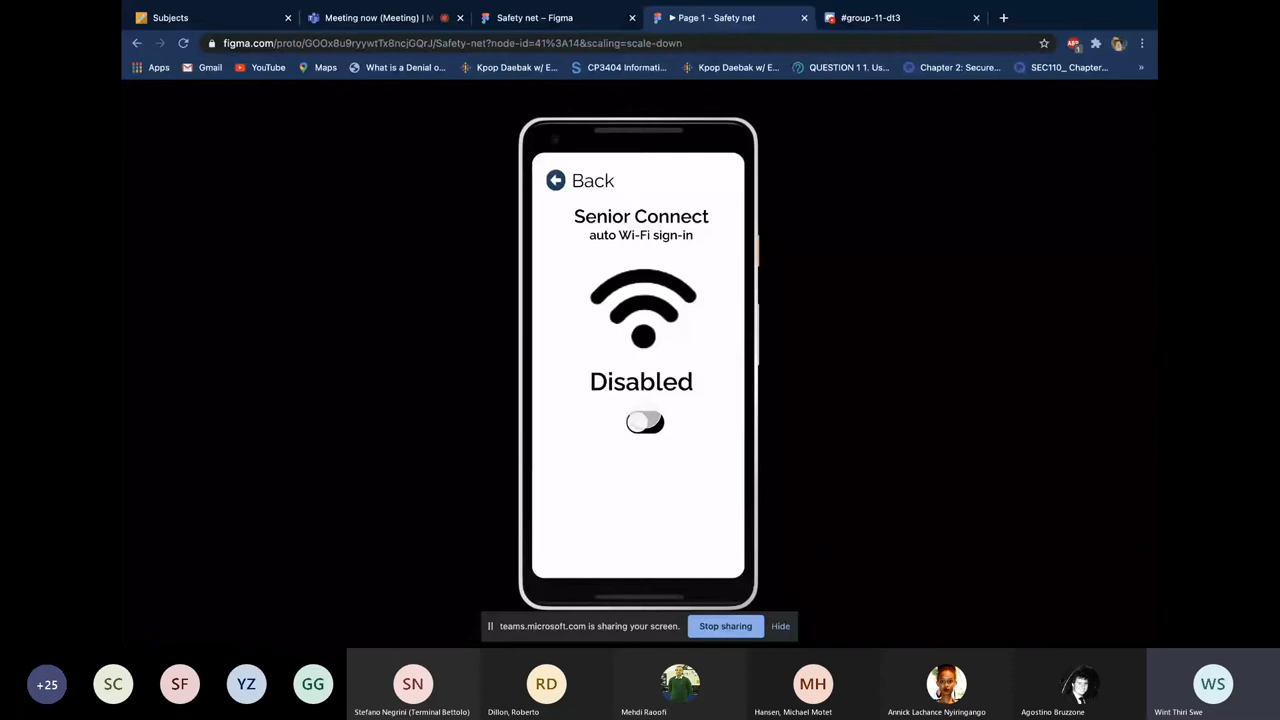 Subjects
Meeting now (Meeting) | M
Safety net – Figma
Page 1 - Safety net
#group-11-dt3
figma.com/proto/GOOx8u9ryywtTx8ncjGQrJ/Safety-net?node-id=41%3A14&scaling=scale-down
Apps
Gmail
YouTube
Maps
What is a Denial o...
Kpop Daebak w/ E...
CP3404 Informati...
Kpop Daebak w/ E...
QUESTION 1 1. Us...
Chapter 2: Secure...
SEC110_ Chapter...
»
Back
Senior Connect
auto Wi-Fi sign-in
Disabled
teams.microsoft.com is sharing your screen.
Stop sharing
Hide
+25
SC
SF
YZ
GG
SN
RD
MH
WS
Stefano Negrini (Terminal Bettolo)
Dillon, Roberto
Mehdi Raoofi
Hansen, Michael Motet
Annick Lachance Nyiringango
Agostino Bruzzone
Wint Thiri Swe